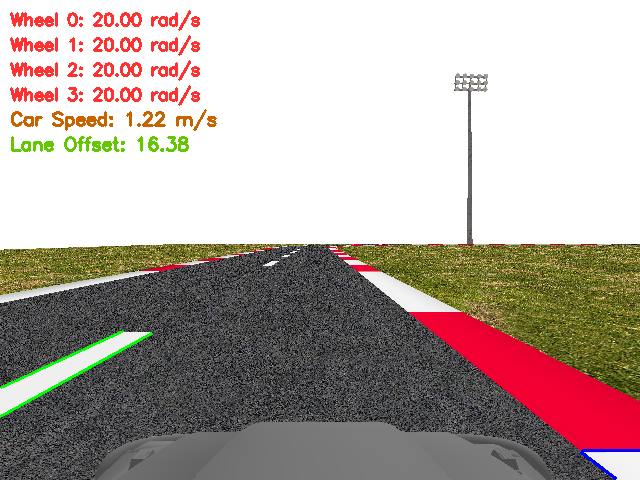 Wheel 0: 20.00 rad/s
Wheel 1: 20.00 rad/s
Wheel 2: 20.00 rad/s
Wheel 3: 20.00 rad/s
Car Speed: 1.22 m/s
Lane Offset: 16.38